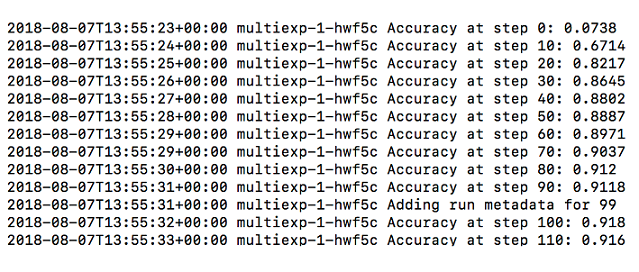 2018-08-07T13:55:23+00:00 multiexp-1-hwf5c Accuracy at step 0: 0.0738
2018-08-07T13:55:24+00:00 multiexp-1-hwf5c Accuracy at step 10: 0.6714
2018-08-07T13:55:25+00:00 multiexp-1-hwf5c Accuracy at step 20: 0.8217
2018-08-07T13:55:26+00:00 multiexp-1-hwf5c Accuracy at step 30: 0.8645
2018-08-07T13:55:27+00:00 multiexp-1-hwf5c Accuracy at step 40: 0.8802
2018-08-07T13:55:28+00:00 multiexp-1-hwf5c Accuracy at step 50: 0.8887
2018-08-07T13:55:29+00:00 multiexp-1-hwf5c Accuracy at step 60: 0.8971
2018-08-07T13:55:29+00:00 multiexp-1-hwf5c Accuracy at step 70: 0.9037
2018-08-07T13:55:30+00:00 multiexp-1-hwf5c Accuracy at step 80: 0.912
2018-08-07T13:55:31+00:00 multiexp-1-hwf5c Accuracy at step 90: 0.9118
2018-08-07T13:55:31+00:00 multiexp-1-hwf5c Adding run metadata for 99
2018-08-07T13:55:32+00:00 multiexp-1-hwf5c Accuracy at step 100: 0.918
2018-08-07T13:55:33+00:00 multiexp-1-hwf5c Accuracy at step 110: 0.916